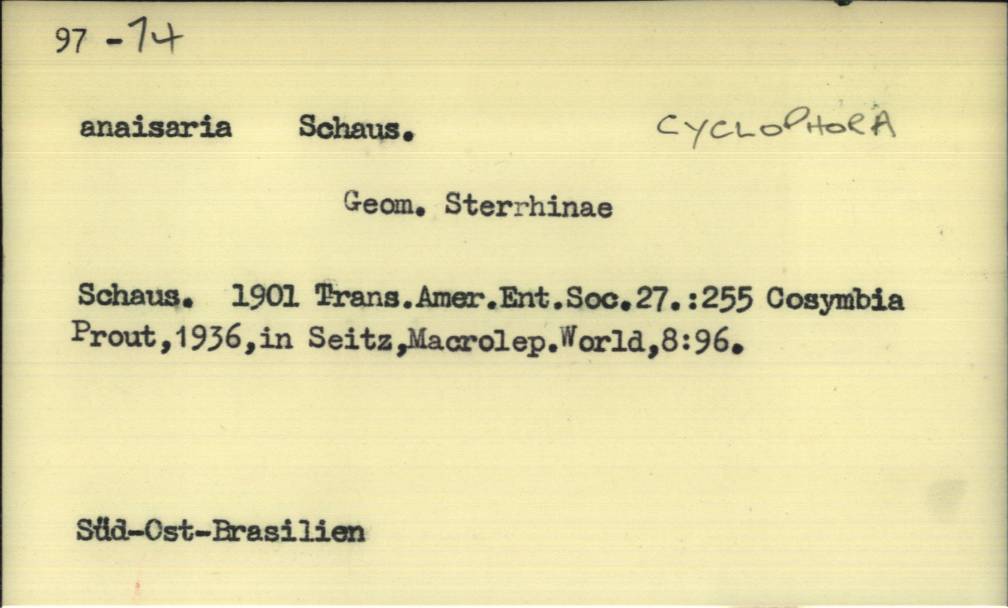 97 -74
anaisaria Schaus. CYCLOPHORA
Geom. Sterrhinae
Schaus. 1901 Trans.Amer.Ent.Soc.27.:255 Cosymbia
Prout,1936,in Seitz,Macrolep.World,8:96.
Süd-Ost-Brasilien